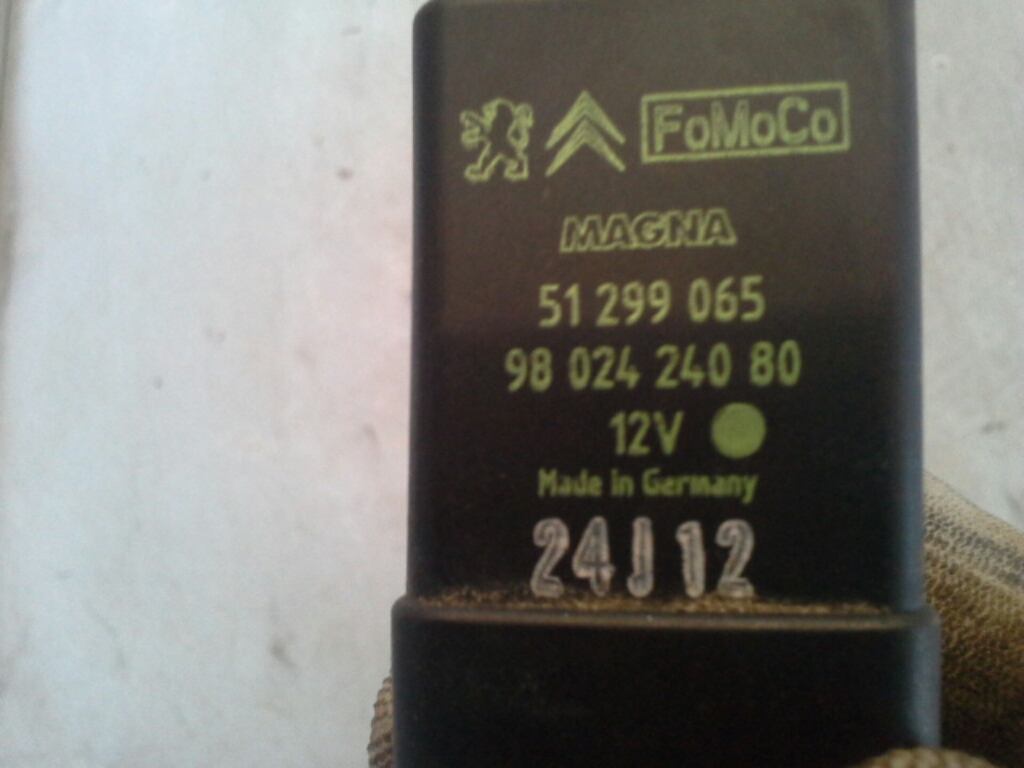 FoMoCo
MAGNA
51 299 065
98 024 240 80
12V
Made in Germany
24J12